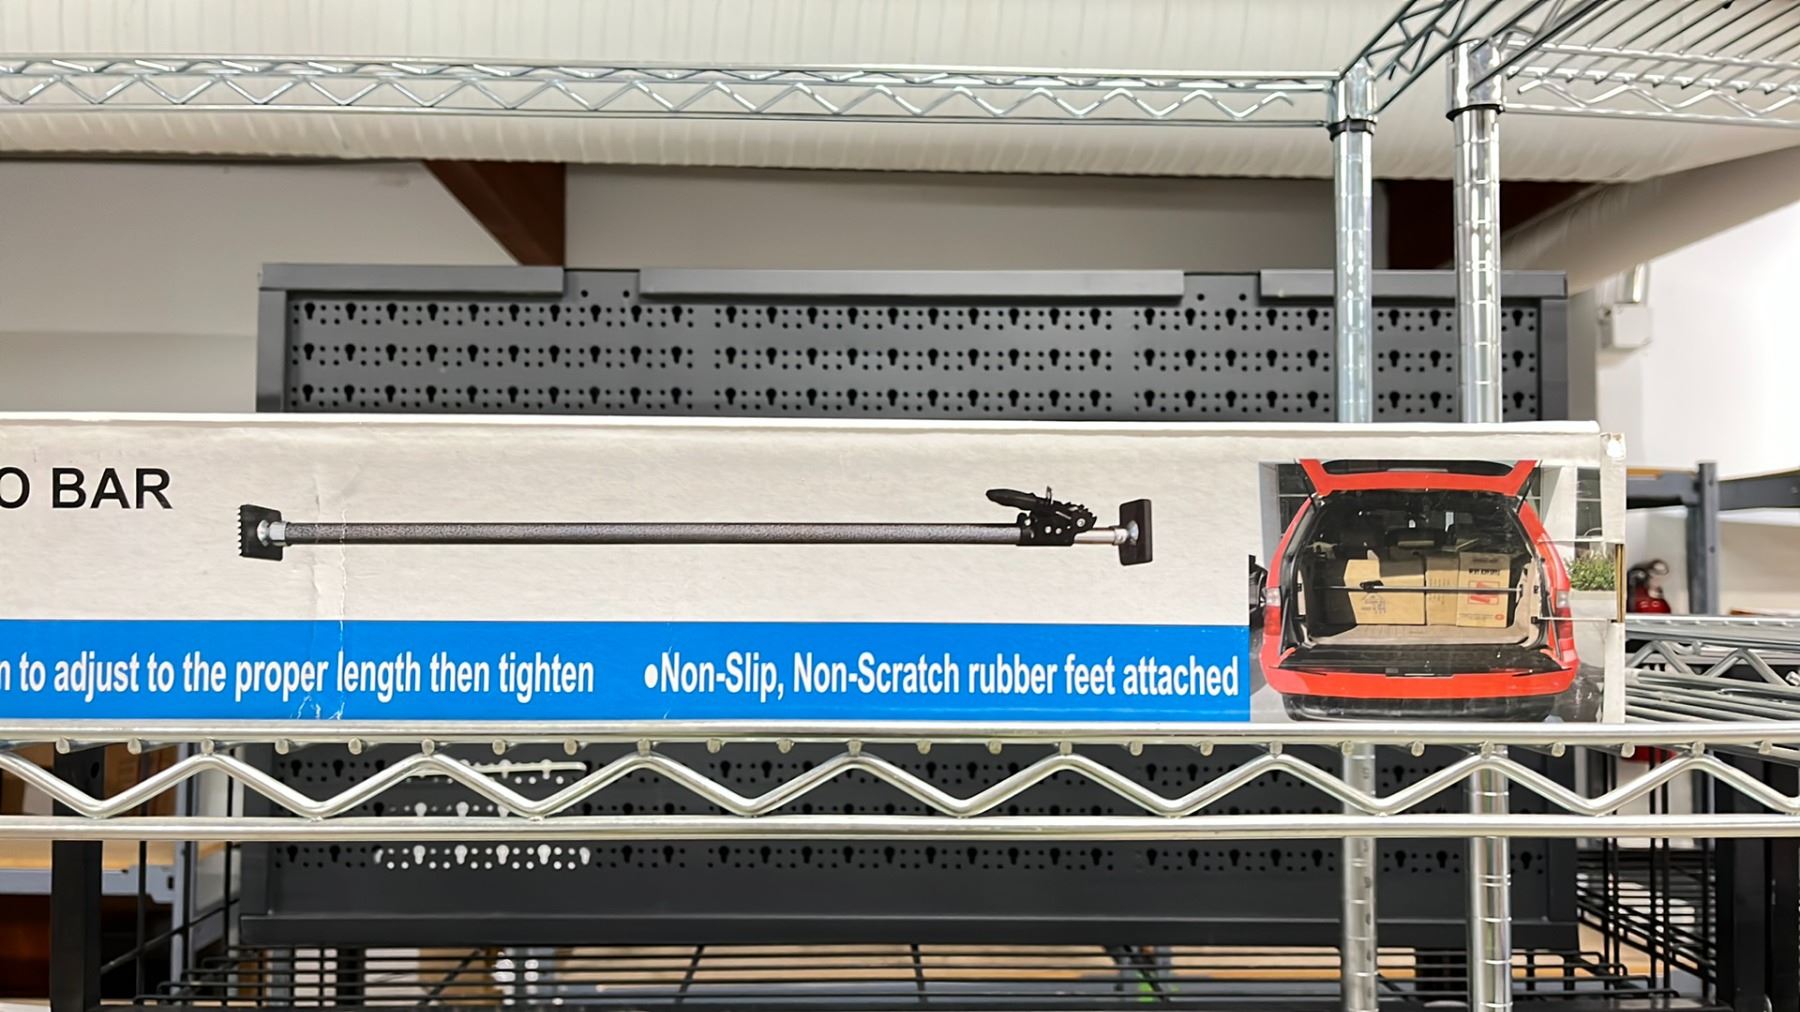 O BAR
to adjust to the proper length then tighten
●Non-Slip, Non-Scratch rubber feet attached